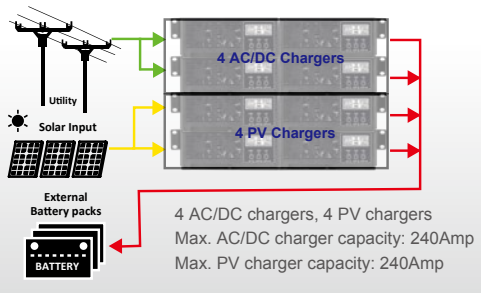 4 AC/DC Chargers
Utility
Solar Input
4 PV Chargers
External
Battery packs
BATTERY
4 AC/DC chargers, 4 PV chargers
Max. AC/DC charger capacity: 240Amp
Max. PV charger capacity: 240Amp